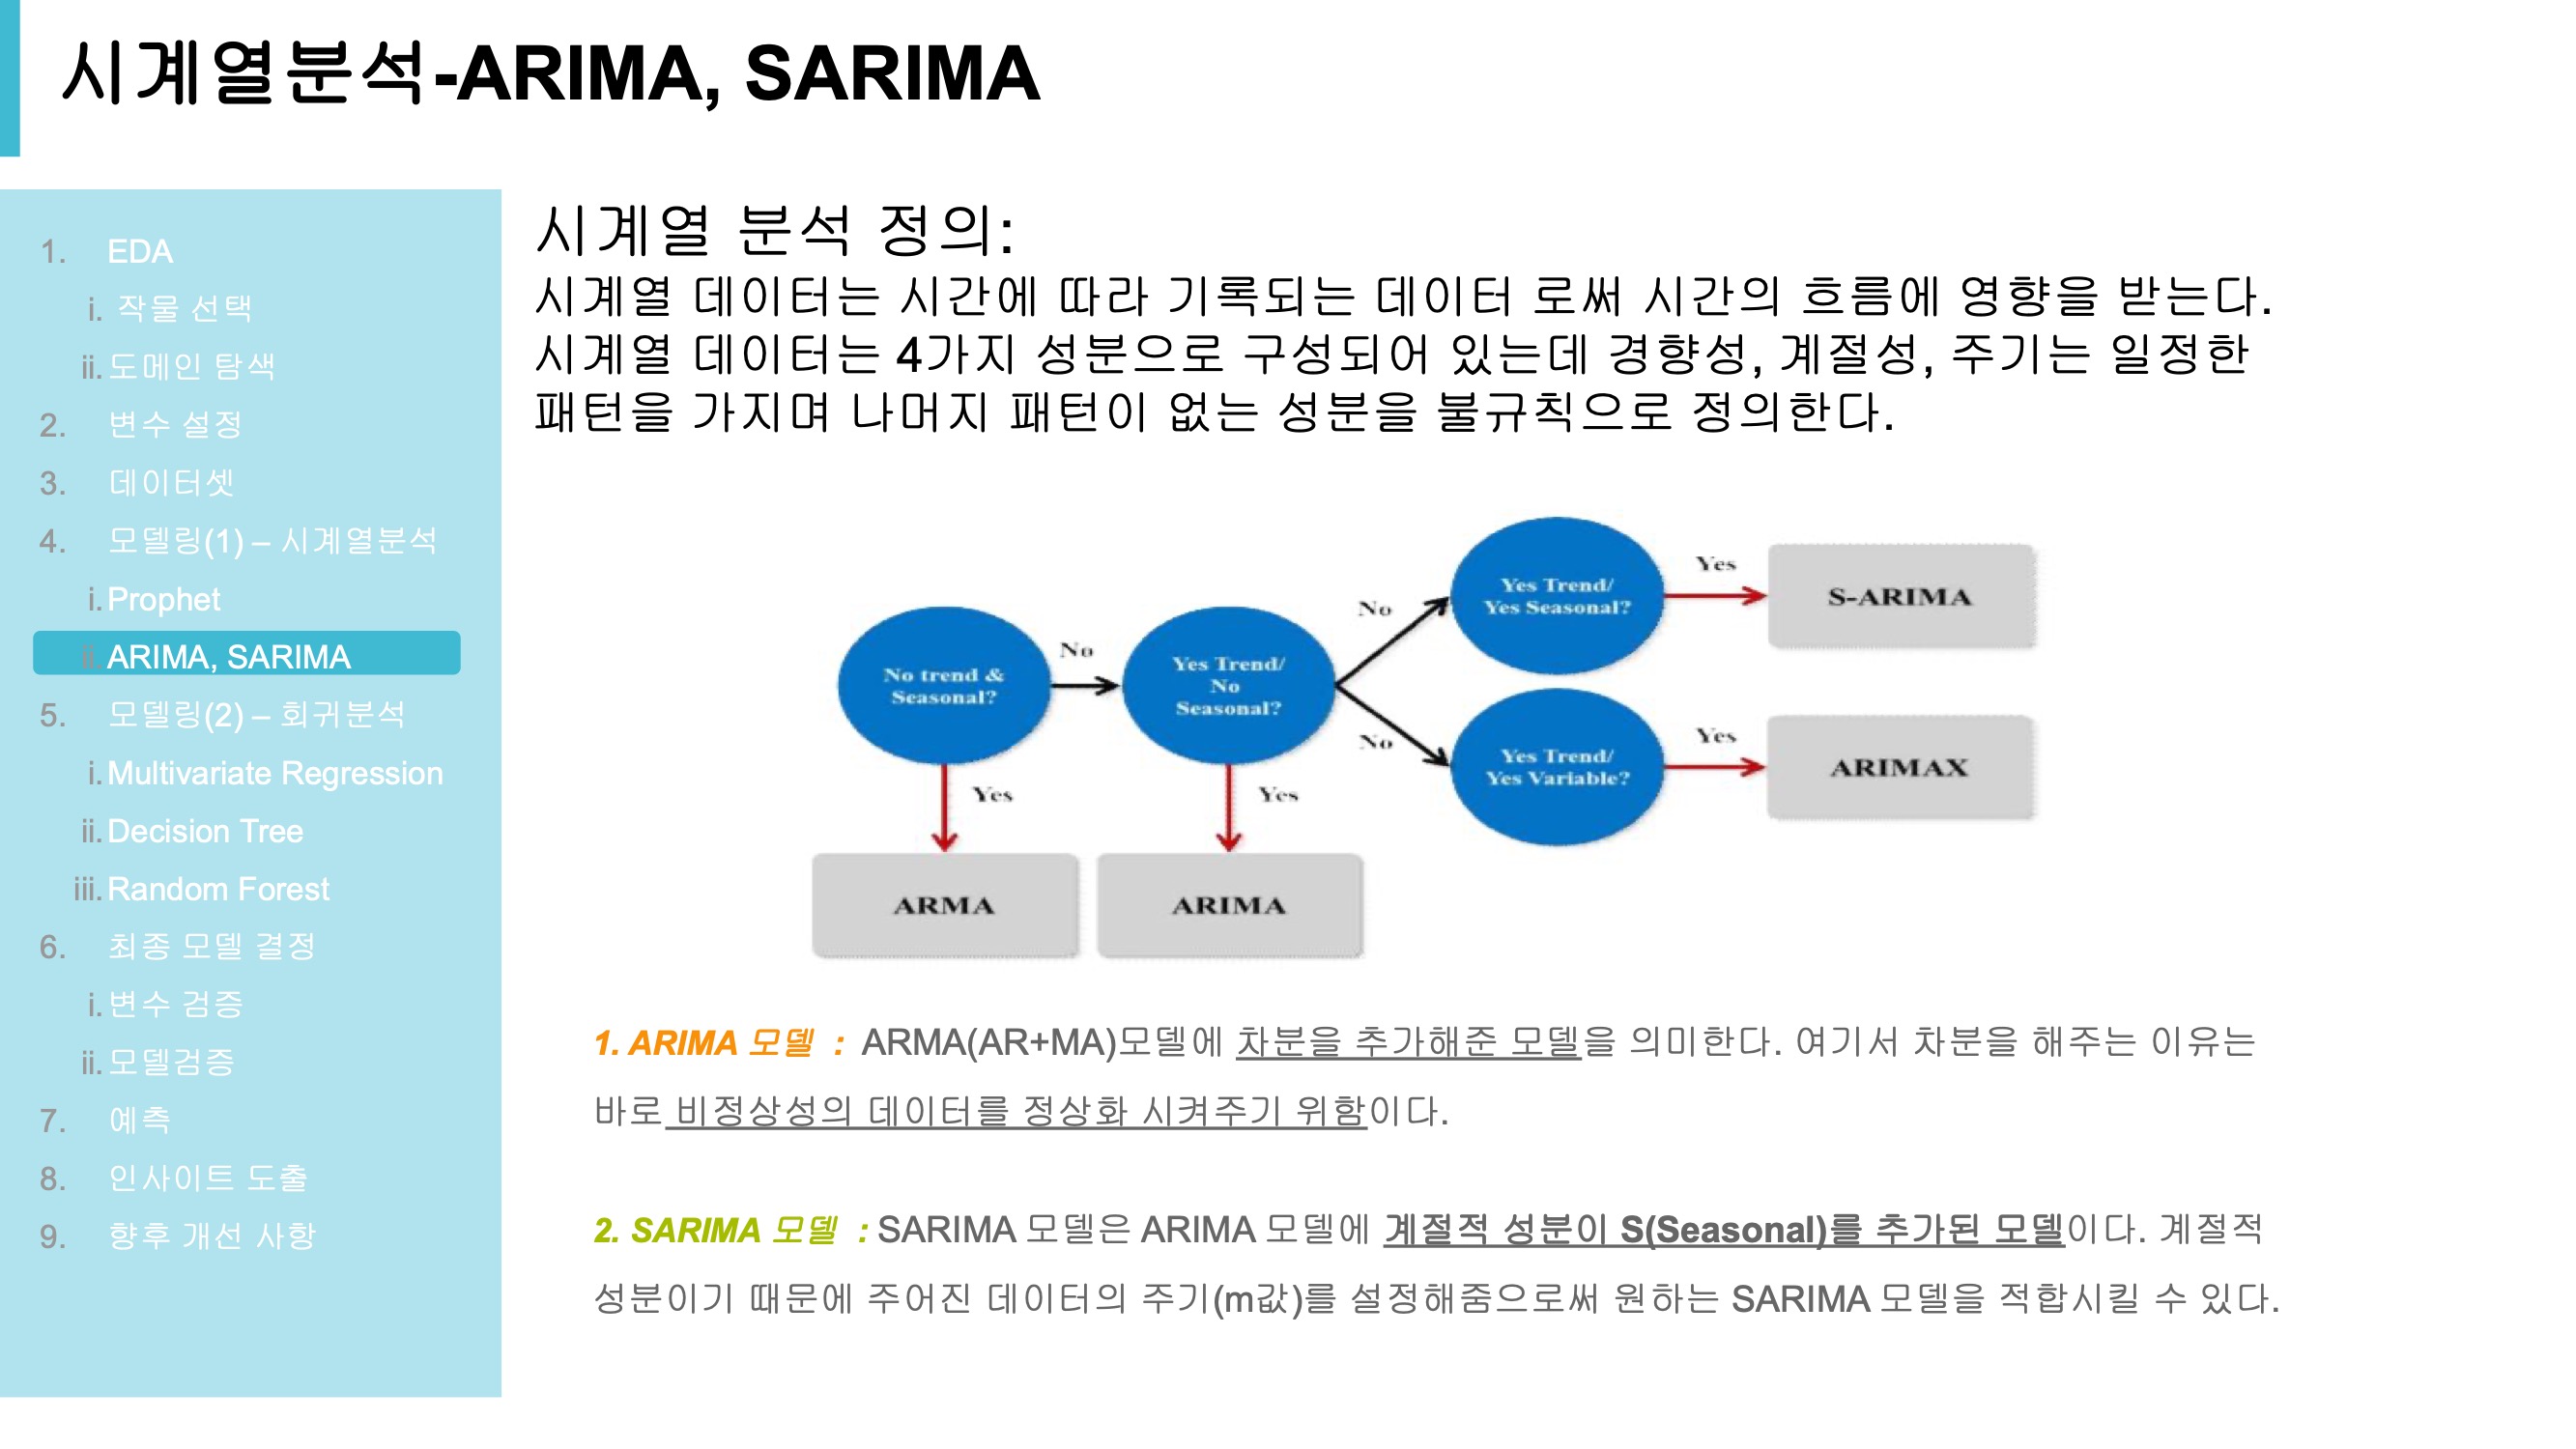 시계열분석-ARIMA, SARIMA
1. EDA
i. 작물 선택
ii. 도메인 탐색
2. 변수 설정
3. 데이터셋
4. 모델링(1) – 시계열분석
i. Prophet
ii. ARIMA, SARIMA
5. 모델링(2) – 회귀분석
i. Multivariate Regression
ii. Decision Tree
iii. Random Forest
6. 최종 모델 결정
i. 변수 검증
ii. 모델검증
7. 예측
8. 인사이트 도출
9. 향후 개선 사항
시계열 분석 정의:
시계열 데이터는 시간에 따라 기록되는 데이터 로써 시간의 흐름에 영향을 받는다.
시계열 데이터는 4가지 성분으로 구성되어 있는데 경향성, 계절성, 주기는 일정한
패턴을 가지며 나머지 패턴이 없는 성분을 불규칙으로 정의한다.
No trend &
Seasonal?
No
Yes
ARMA
Yes Trend/
No
Seasonal?
Yes
ARIMA
No
Yes Trend/
Yes Seasonal?
Yes
S-ARIMA
No
Yes Trend/
Yes Variable?
Yes
ARIMAX
1. ARIMA 모델 : ARMA(AR+MA)모델에 차분을 추가해준 모델을 의미한다. 여기서 차분을 해주는 이유는
바로 비정상성의 데이터를 정상화 시켜주기 위함이다.
2. SARIMA 모델 : SARIMA 모델은 ARIMA 모델에 계절적 성분이 S(Seasonal)를 추가된 모델이다. 계절적
성분이기 때문에 주어진 데이터의 주기(m값)를 설정해줌으로써 원하는 SARIMA 모델을 적합시킬 수 있다.